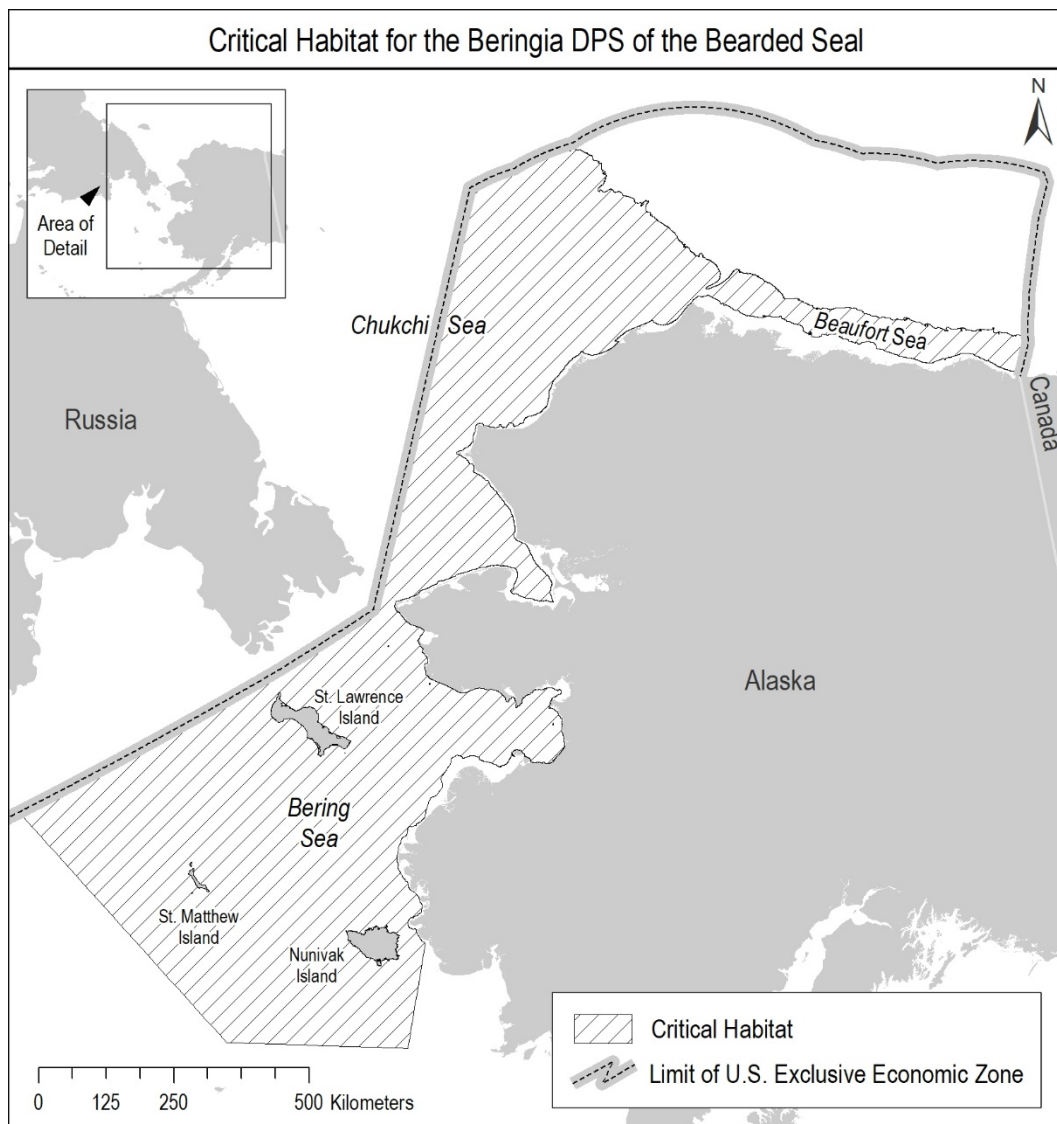 Critical Habitat for the Beringia DPS of the Bearded Seal
N
Area of
Detail
Chukchi Sea
Beaufort Sea
Russia
Canada
St. Lawrence
Island
Alaska
Bering
Sea
St. Matthew
Island
Nunivak
Island
Critical Habitat
Limit of U.S. Exclusive Economic Zone
0 125 250 500 Kilometers